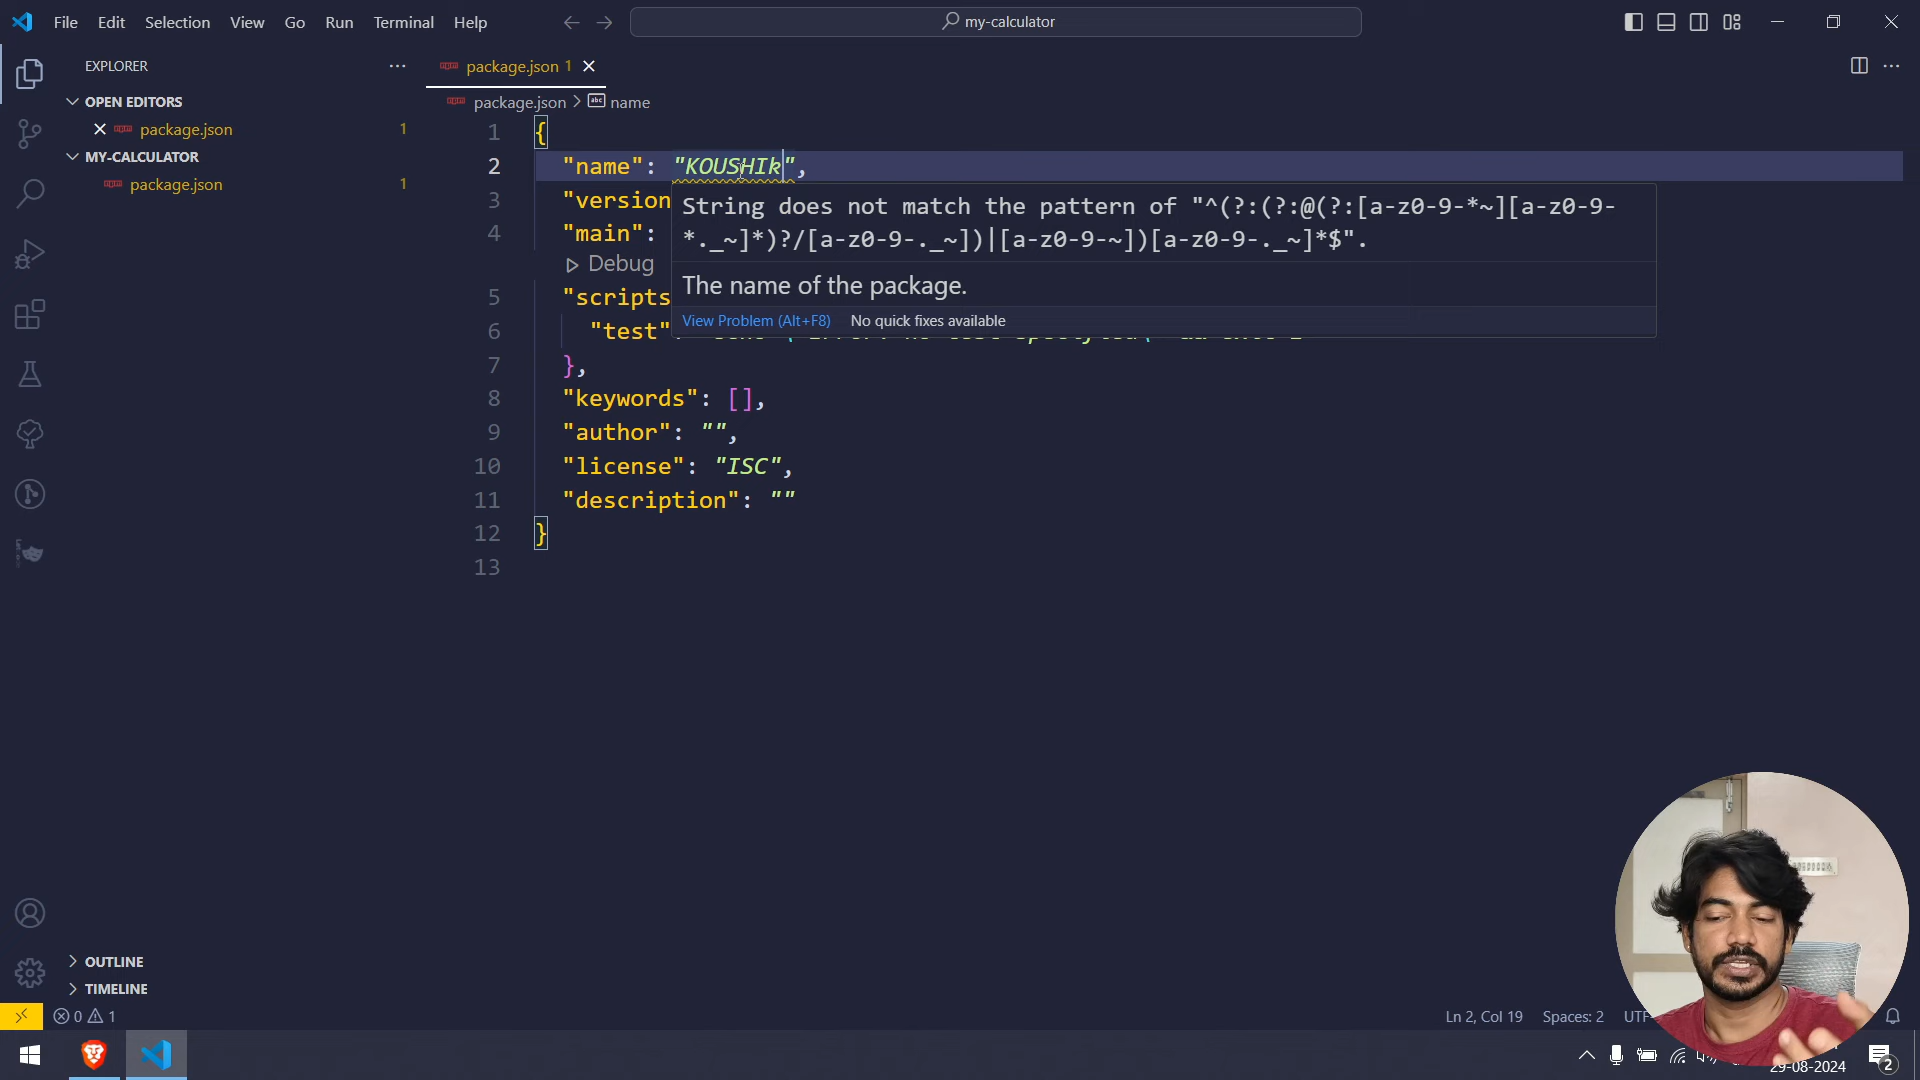 File Edit Selection View Go Run Terminal Help
my-calculator
EXPLORER
OPEN EDITORS
package.json 1
MY-CALCULATOR
package.json 1
OUTLINE
TIMELINE
package.json 1
package.json > name
1 {
2 "name": "KOUSHIk",
3 "version
4 "main":
Debug
5 "scripts
6 "test"
7 },
8 "keywords": [],
9 "author": "",
10 "license": "ISC",
11 "description": ""
12 }
13
String does not match the pattern of "^(?:(?:@(?:[a-z0-9-*~][a-z0-9-
*._~]*)?/[a-z0-9-._~])|[a-z0-9-~])[a-z0-9-._~]*$".
The name of the package.
View Problem (Alt+F8) No quick fixes available
0 1
Ln 2, Col 19 Spaces: 2 UTF
29-08-2024
2